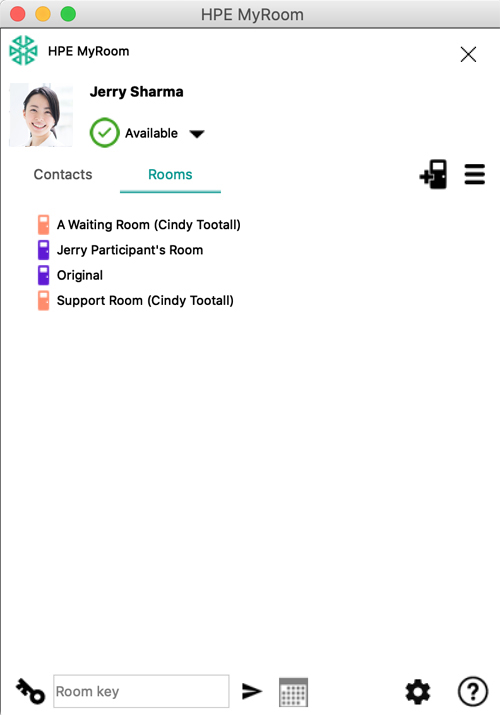 HPE MyRoom
HPE MyRoom
Jerry Sharma
Available
Contacts
Rooms
A Waiting Room (Cindy Tootall)
Jerry Participant's Room
Original
Support Room (Cindy Tootall)
Room key